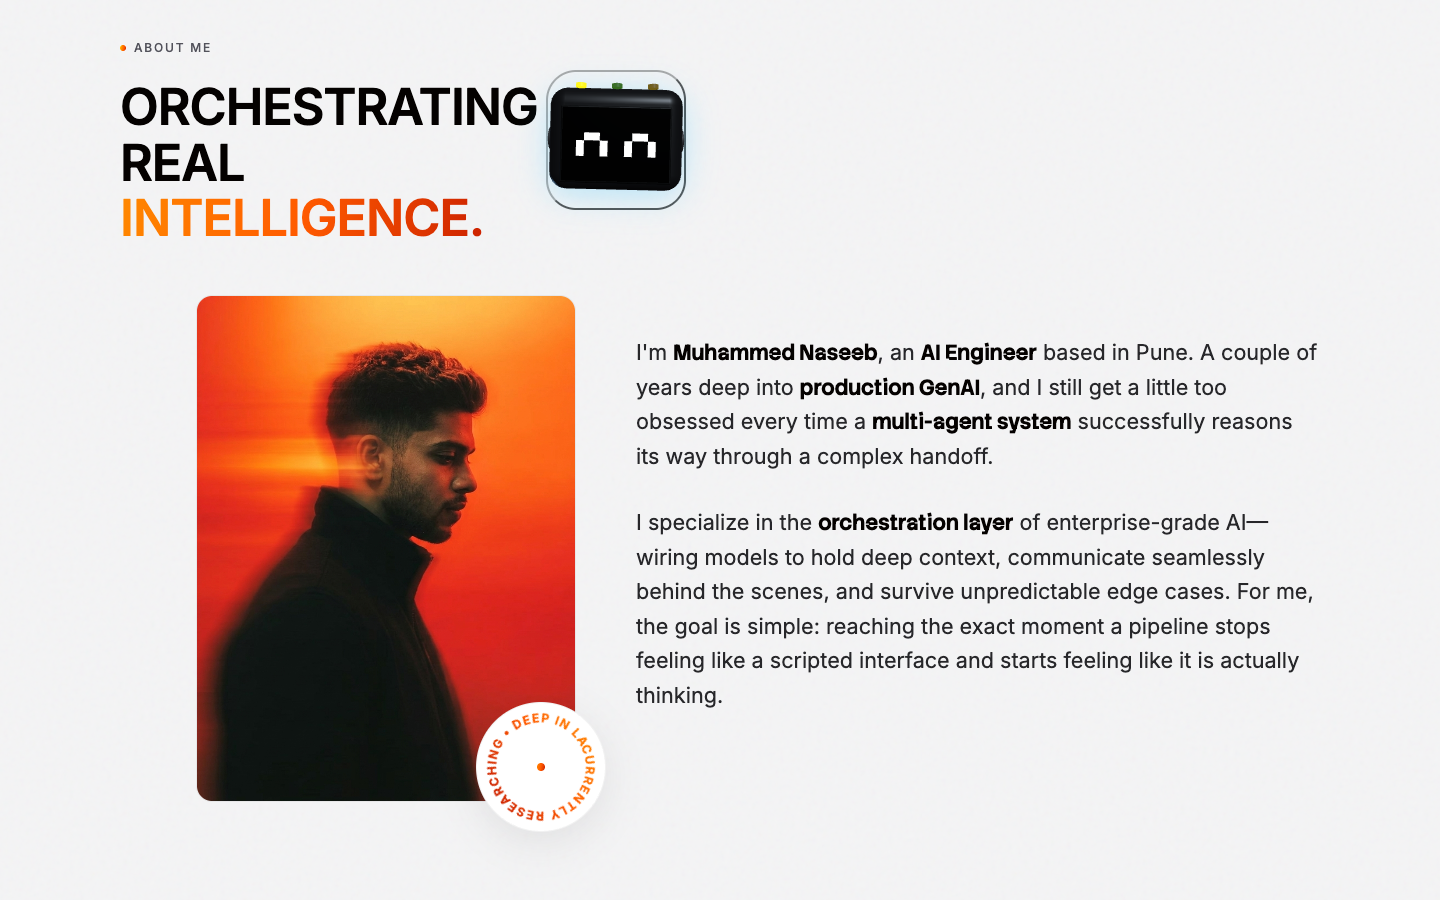 ABOUT ME
ORCHESTRATING
REAL
INTELLIGENCE.
I'm Muhammed Naseeb, an AI Engineer based in Pune. A couple of
years deep into production GenAI, and I still get a little too
obsessed every time a multi-agent system successfully reasons
its way through a complex handoff.
I specialize in the orchestration layer of enterprise-grade AI—
wiring models to hold deep context, communicate seamlessly
behind the scenes, and survive unpredictable edge cases. For me,
the goal is simple: reaching the exact moment a pipeline stops
feeling like a scripted interface and starts feeling like it is actually
thinking.
CURRENTLY RESEARCHING • DEEP IN LA